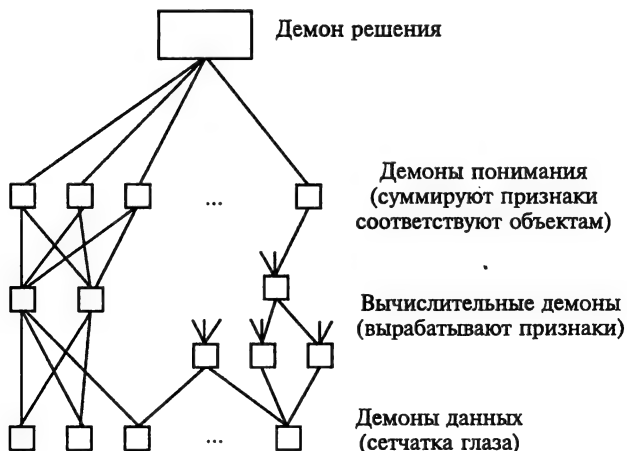 Демон решения
Демоны понимания
(суммируют признаки
соответствуют объектам)
...
Вычислительные демоны
(вырабатывают признаки)
Демоны данных
(сетчатка глаза)
...